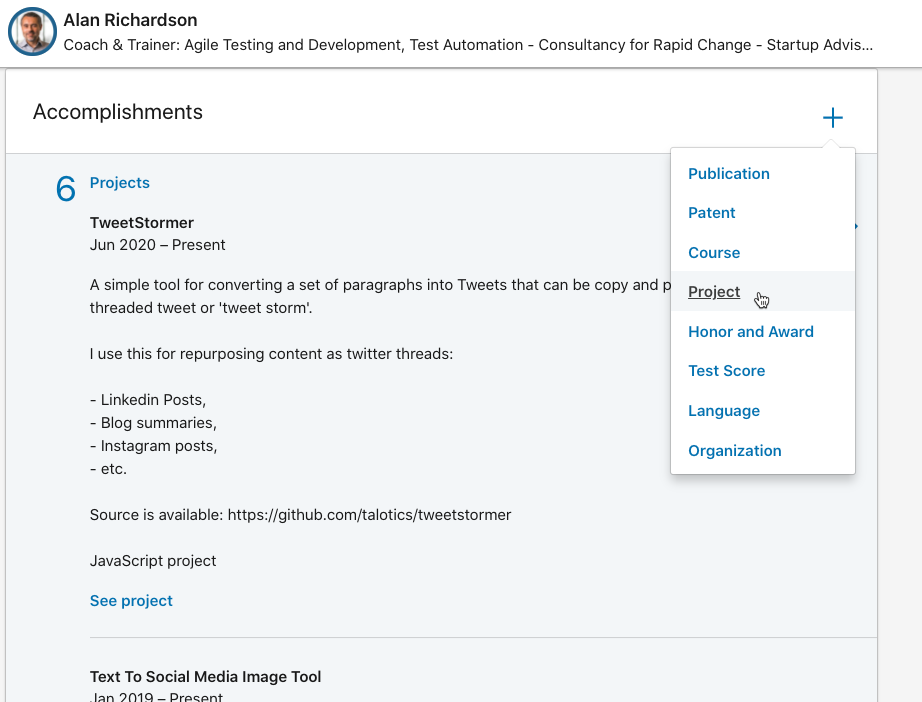 Alan Richardson
Coach & Trainer: Agile Testing and Development, Test Automation - Consultancy for Rapid Change - Startup Advis...
Accomplishments
6 Projects
TweetStormer
Jun 2020 – Present
A simple tool for converting a set of paragraphs into Tweets that can be copy and p
threaded tweet or 'tweet storm'.
I use this for repurposing content as twitter threads:
- Linkedin Posts,
- Blog summaries,
- Instagram posts,
- etc.
Source is available: https://github.com/talotics/tweetstormer
JavaScript project
See project
Text To Social Media Image Tool
Jan 2019 – Present
Publication
Patent
Course
Project
Honor and Award
Test Score
Language
Organization